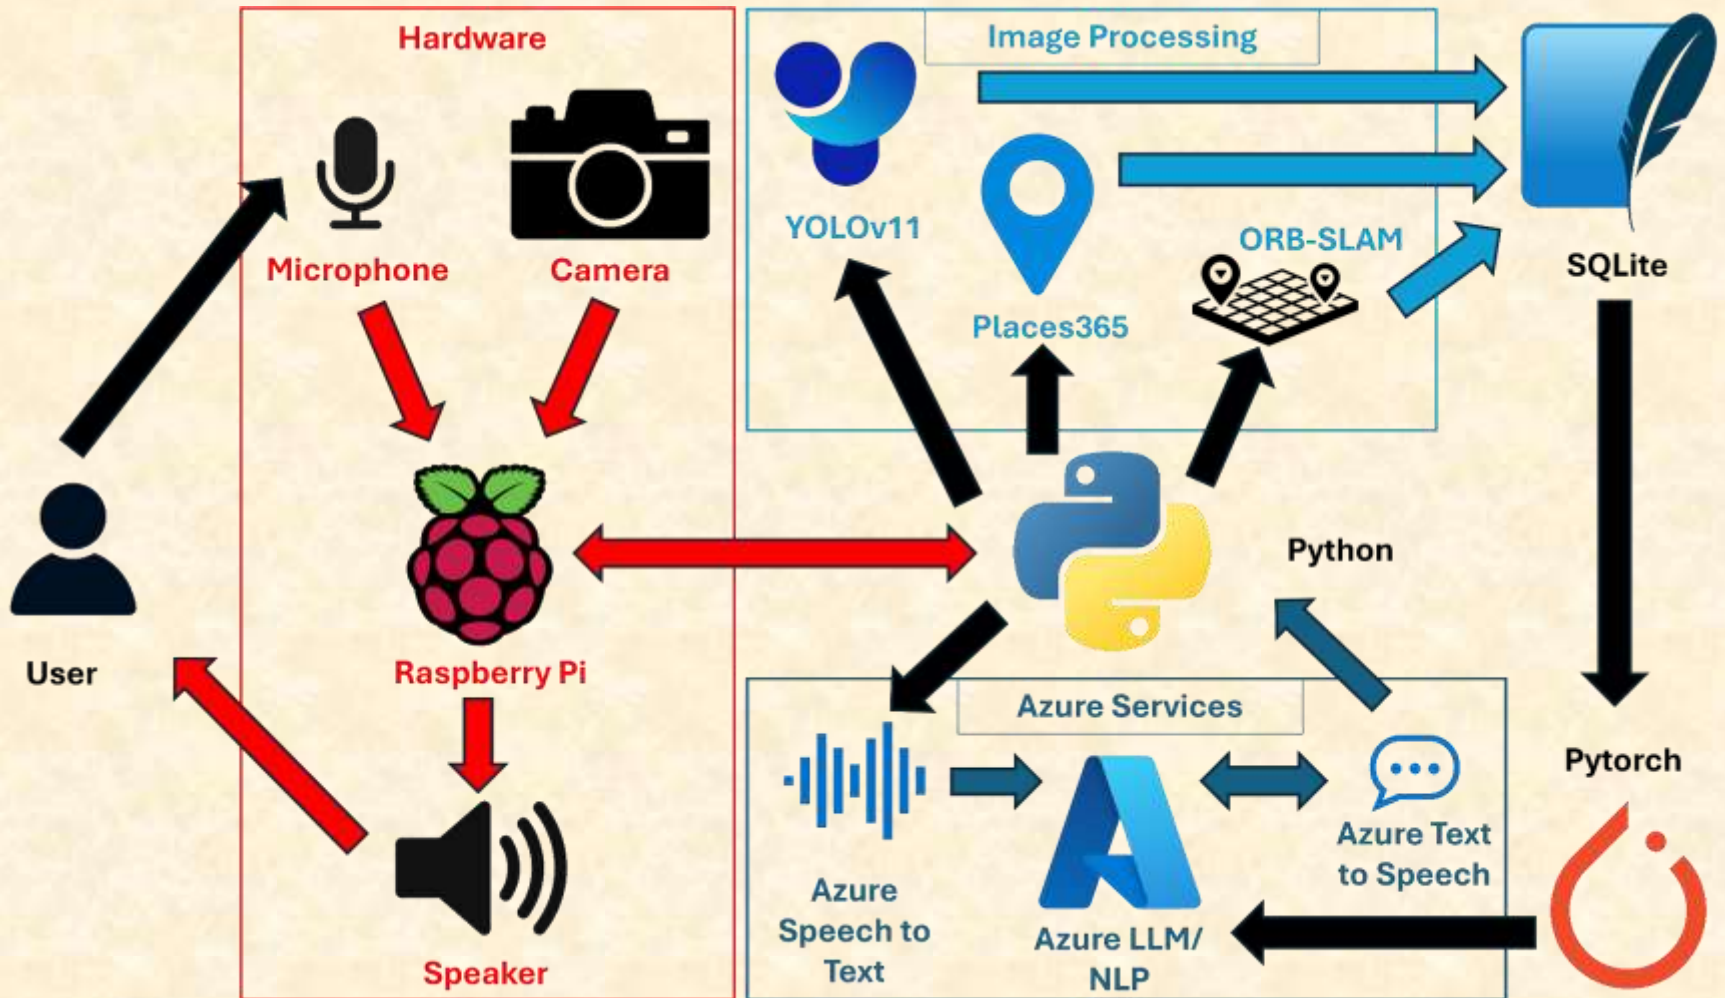 Hardware
Microphone
Camera
Raspberry Pi
Speaker
User
Image Processing
YOLOv11
Places365
ORB-SLAM
SQLite
Python
Azure Services
Azure
Speech to
Text
Azure LLM/
NLP
Azure Text
to Speech
Pytorch